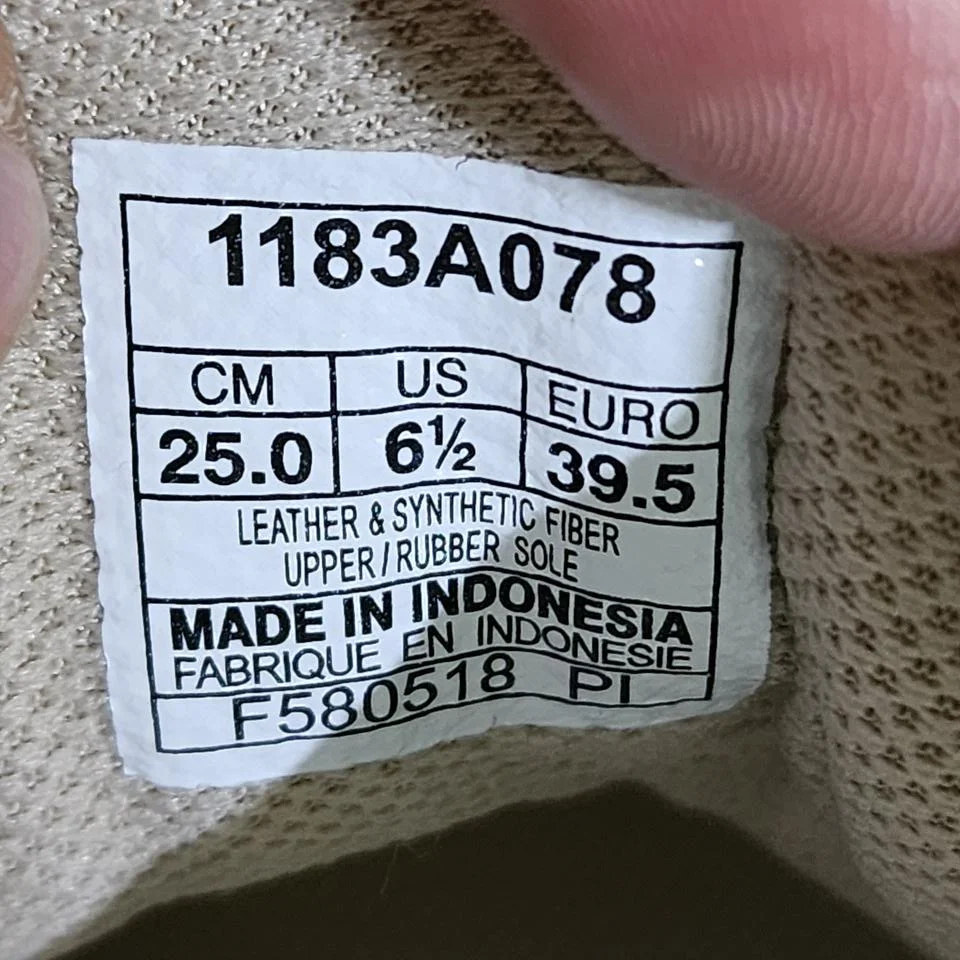 1183A078
CM US EURO
25.0 6½ 39.5
LEATHER & SYNTHETIC FIBER
UPPER / RUBBER SOLE
MADE IN INDONESIA
FABRIQUE EN INDONESIE
F580518 PI